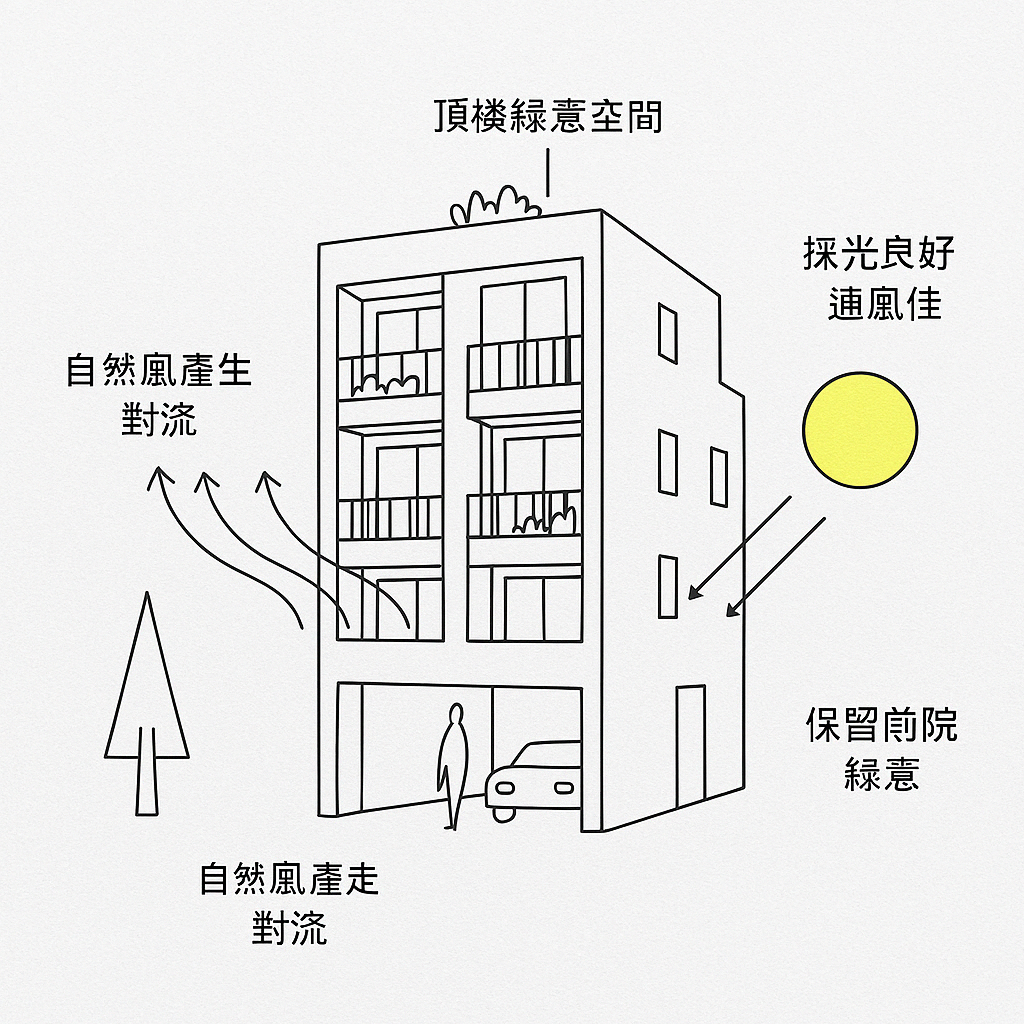 頂樓綠意空間
採光良好
通風佳
自然風產生
對流
保留前院
綠意
自然風產走
對流